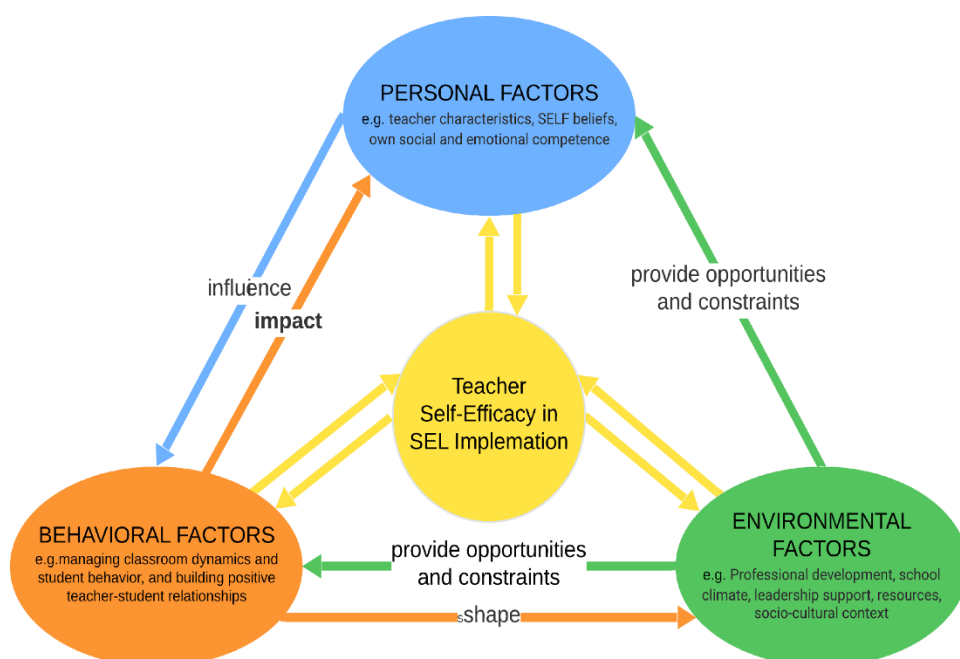 PERSONAL FACTORS
e.g. teacher characteristics, SELF beliefs,
own social and emotional competence
influence
impact
provide opportunities
and constraints
Teacher
Self-Efficacy in
SEL Implemation
BEHAVIORAL FACTORS
e.g.managing classroom dynamics and
student behavior, and building positive
teacher-student relationships
provide opportunities
and constraints
sshape
ENVIRONMENTAL
FACTORS
e.g. Professional development, school
climate, leadership support, resources,
socio-cultural context